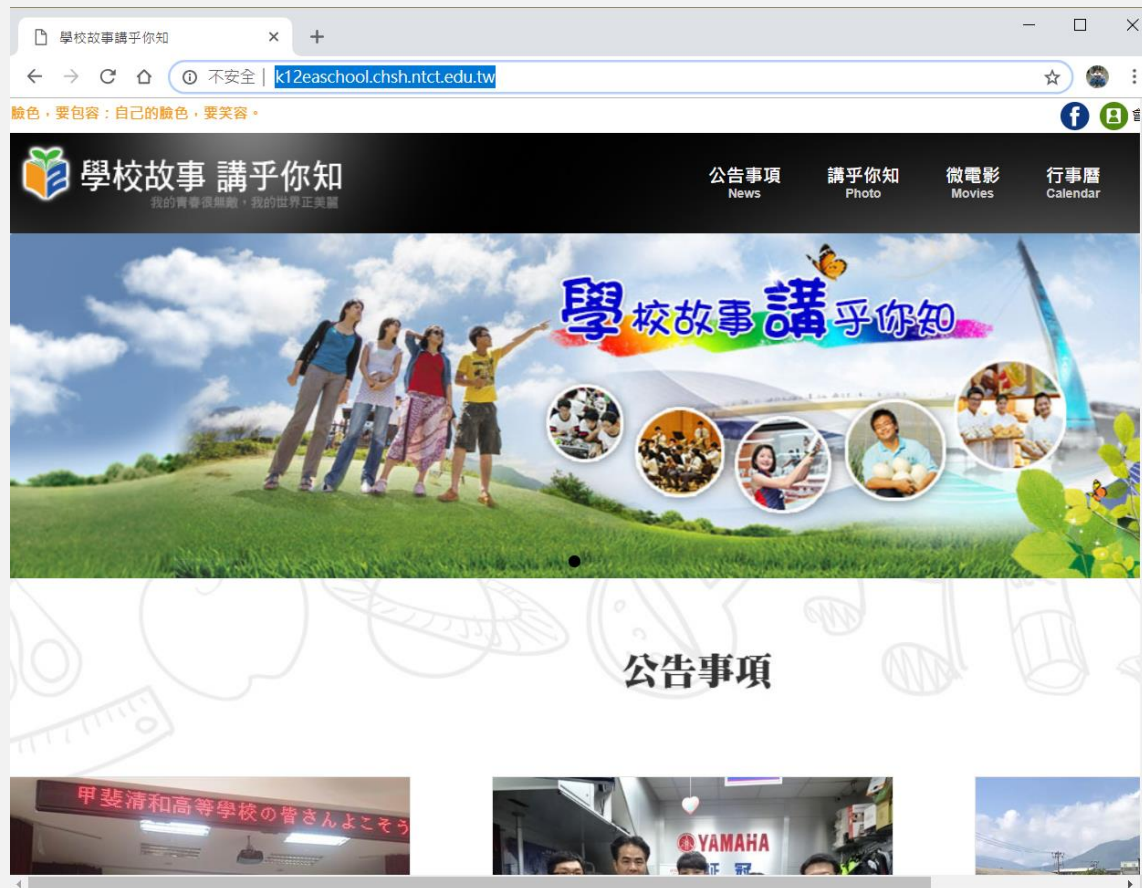 學校故事講乎你知
不安全 | k12easchool.chsh.ntct.edu.tw
臉色，要包容：自己的臉色，要笑容。
學校故事 講乎你知
我的青春很無敵，我的世界正美麗
公告事項 講乎你知 微電影 行事曆
News Photo Movies Calendar
學校故事講乎你知
公告事項
甲斐清和高等學校の皆さんようこそ
YAMAHA